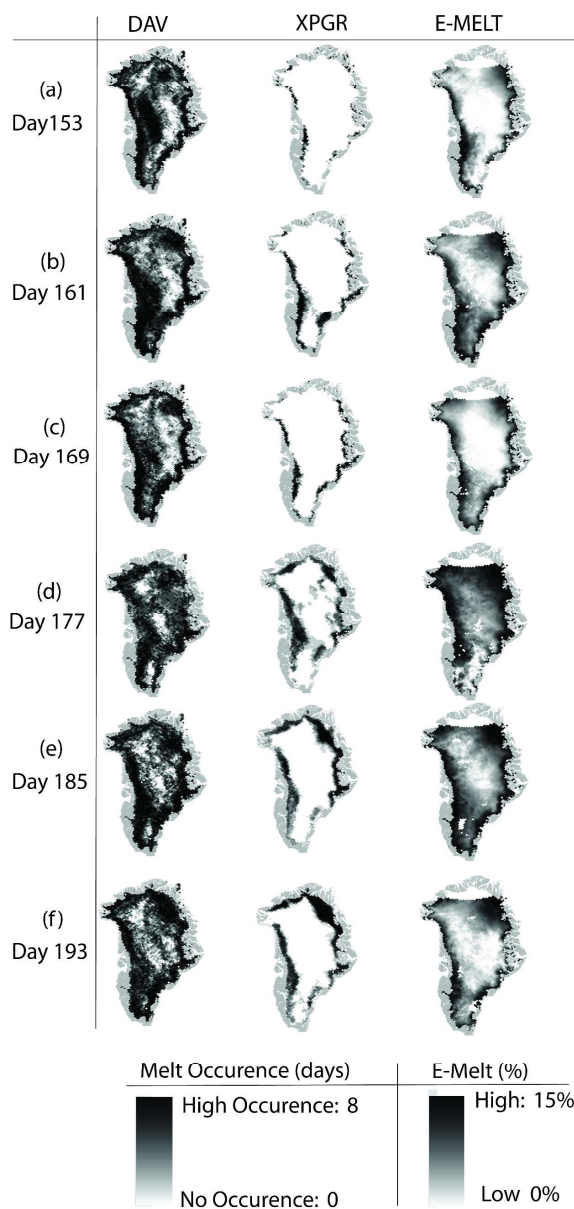 DAV XPGR E-MELT
(a)
Day153
(b)
Day 161
(c)
Day 169
(d)
Day 177
(e)
Day 185
(f)
Day 193
Melt Occurence (days) E-Melt (%)
High Occurence: 8 High: 15%
No Occurence: 0 Low 0%